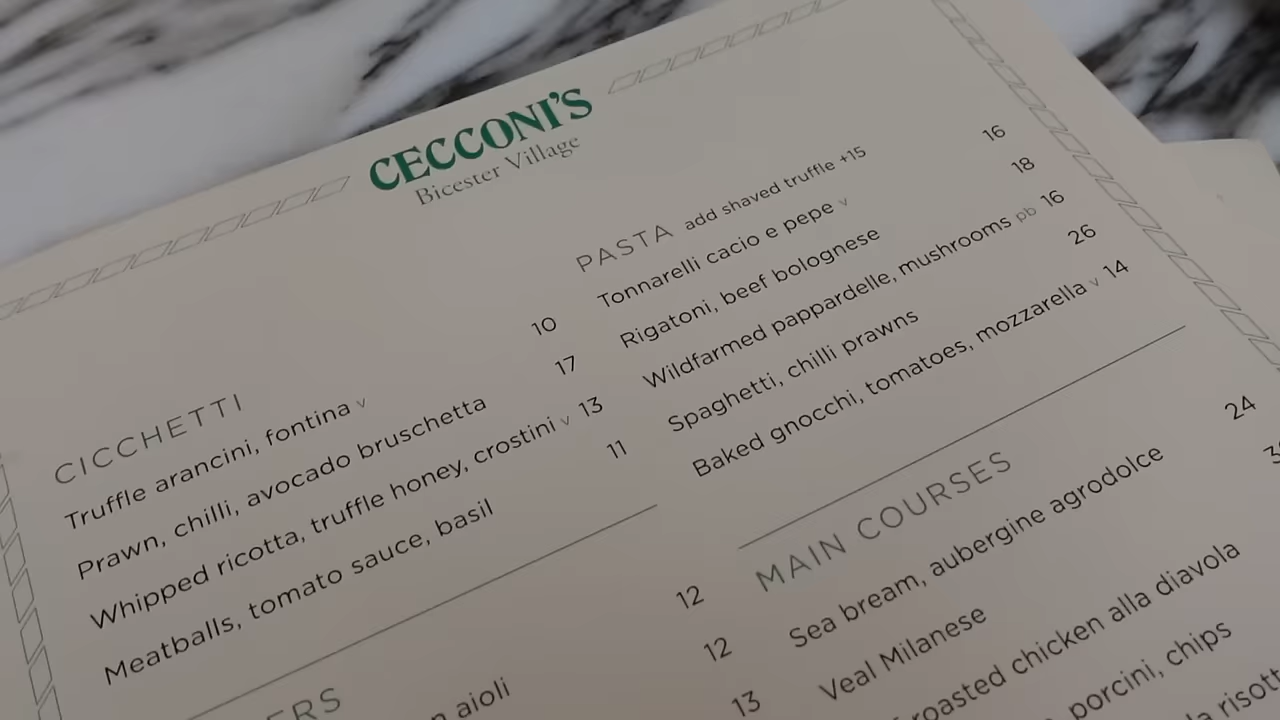 CECCONI'S
Bicester Village
CICCHETTI
Truffle arancini, fontina v 10
Prawn, chilli, avocado bruschetta 17
Whipped ricotta, truffle honey, crostini v 13
Meatballs, tomato sauce, basil 11
aioli 12
12
13
PASTA add shaved truffle +15
Tonnarelli cacio e pepe v 16
Rigatoni, beef bolognese 18
Wildfarmed pappardelle, mushrooms pb 16
Spaghetti, chilli prawns 26
Baked gnocchi, tomatoes, mozzarella v 14
MAIN COURSES
Sea bream, aubergine agrodolce 24
Veal Milanese
roasted chicken alla diavola
porcini, chips